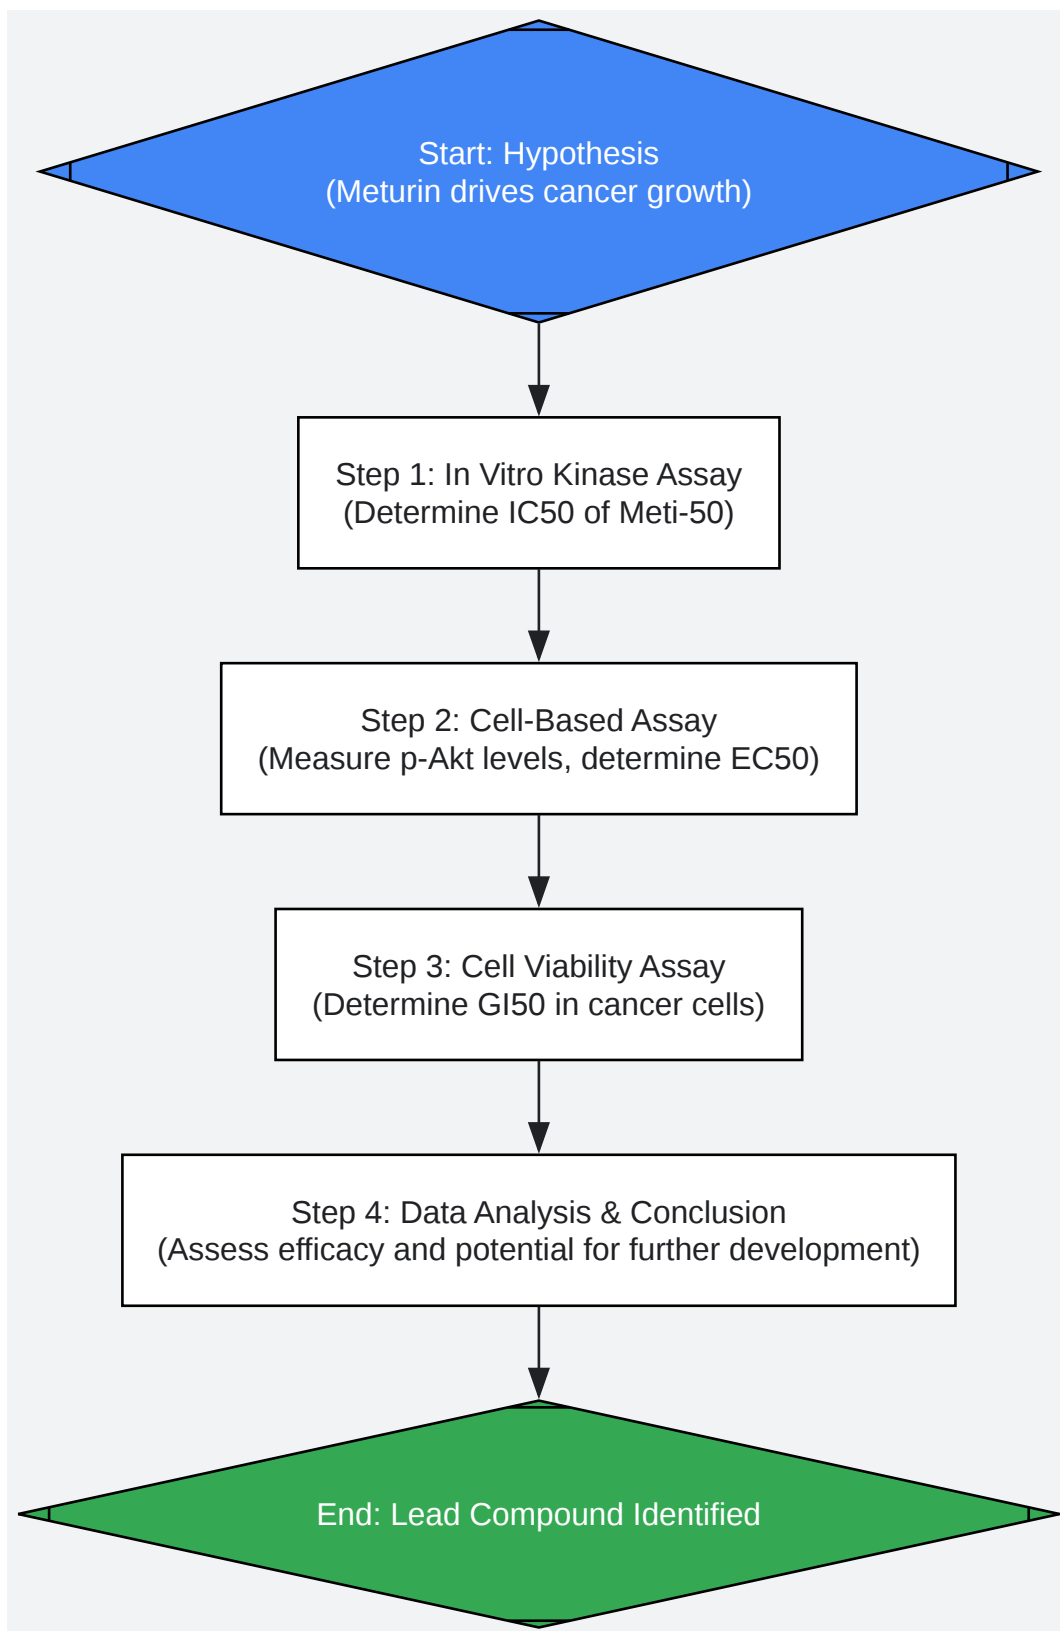 Start: Hypothesis
(Meturin drives cancer growth)
Step 1: In Vitro Kinase Assay
(Determine IC50 of Meti-50)
Step 2: Cell-Based Assay
(Measure p-Akt levels, determine EC50)
Step 3: Cell Viability Assay
(Determine GI50 in cancer cells)
Step 4: Data Analysis & Conclusion
(Assess efficacy and potential for further development)
End: Lead Compound Identified